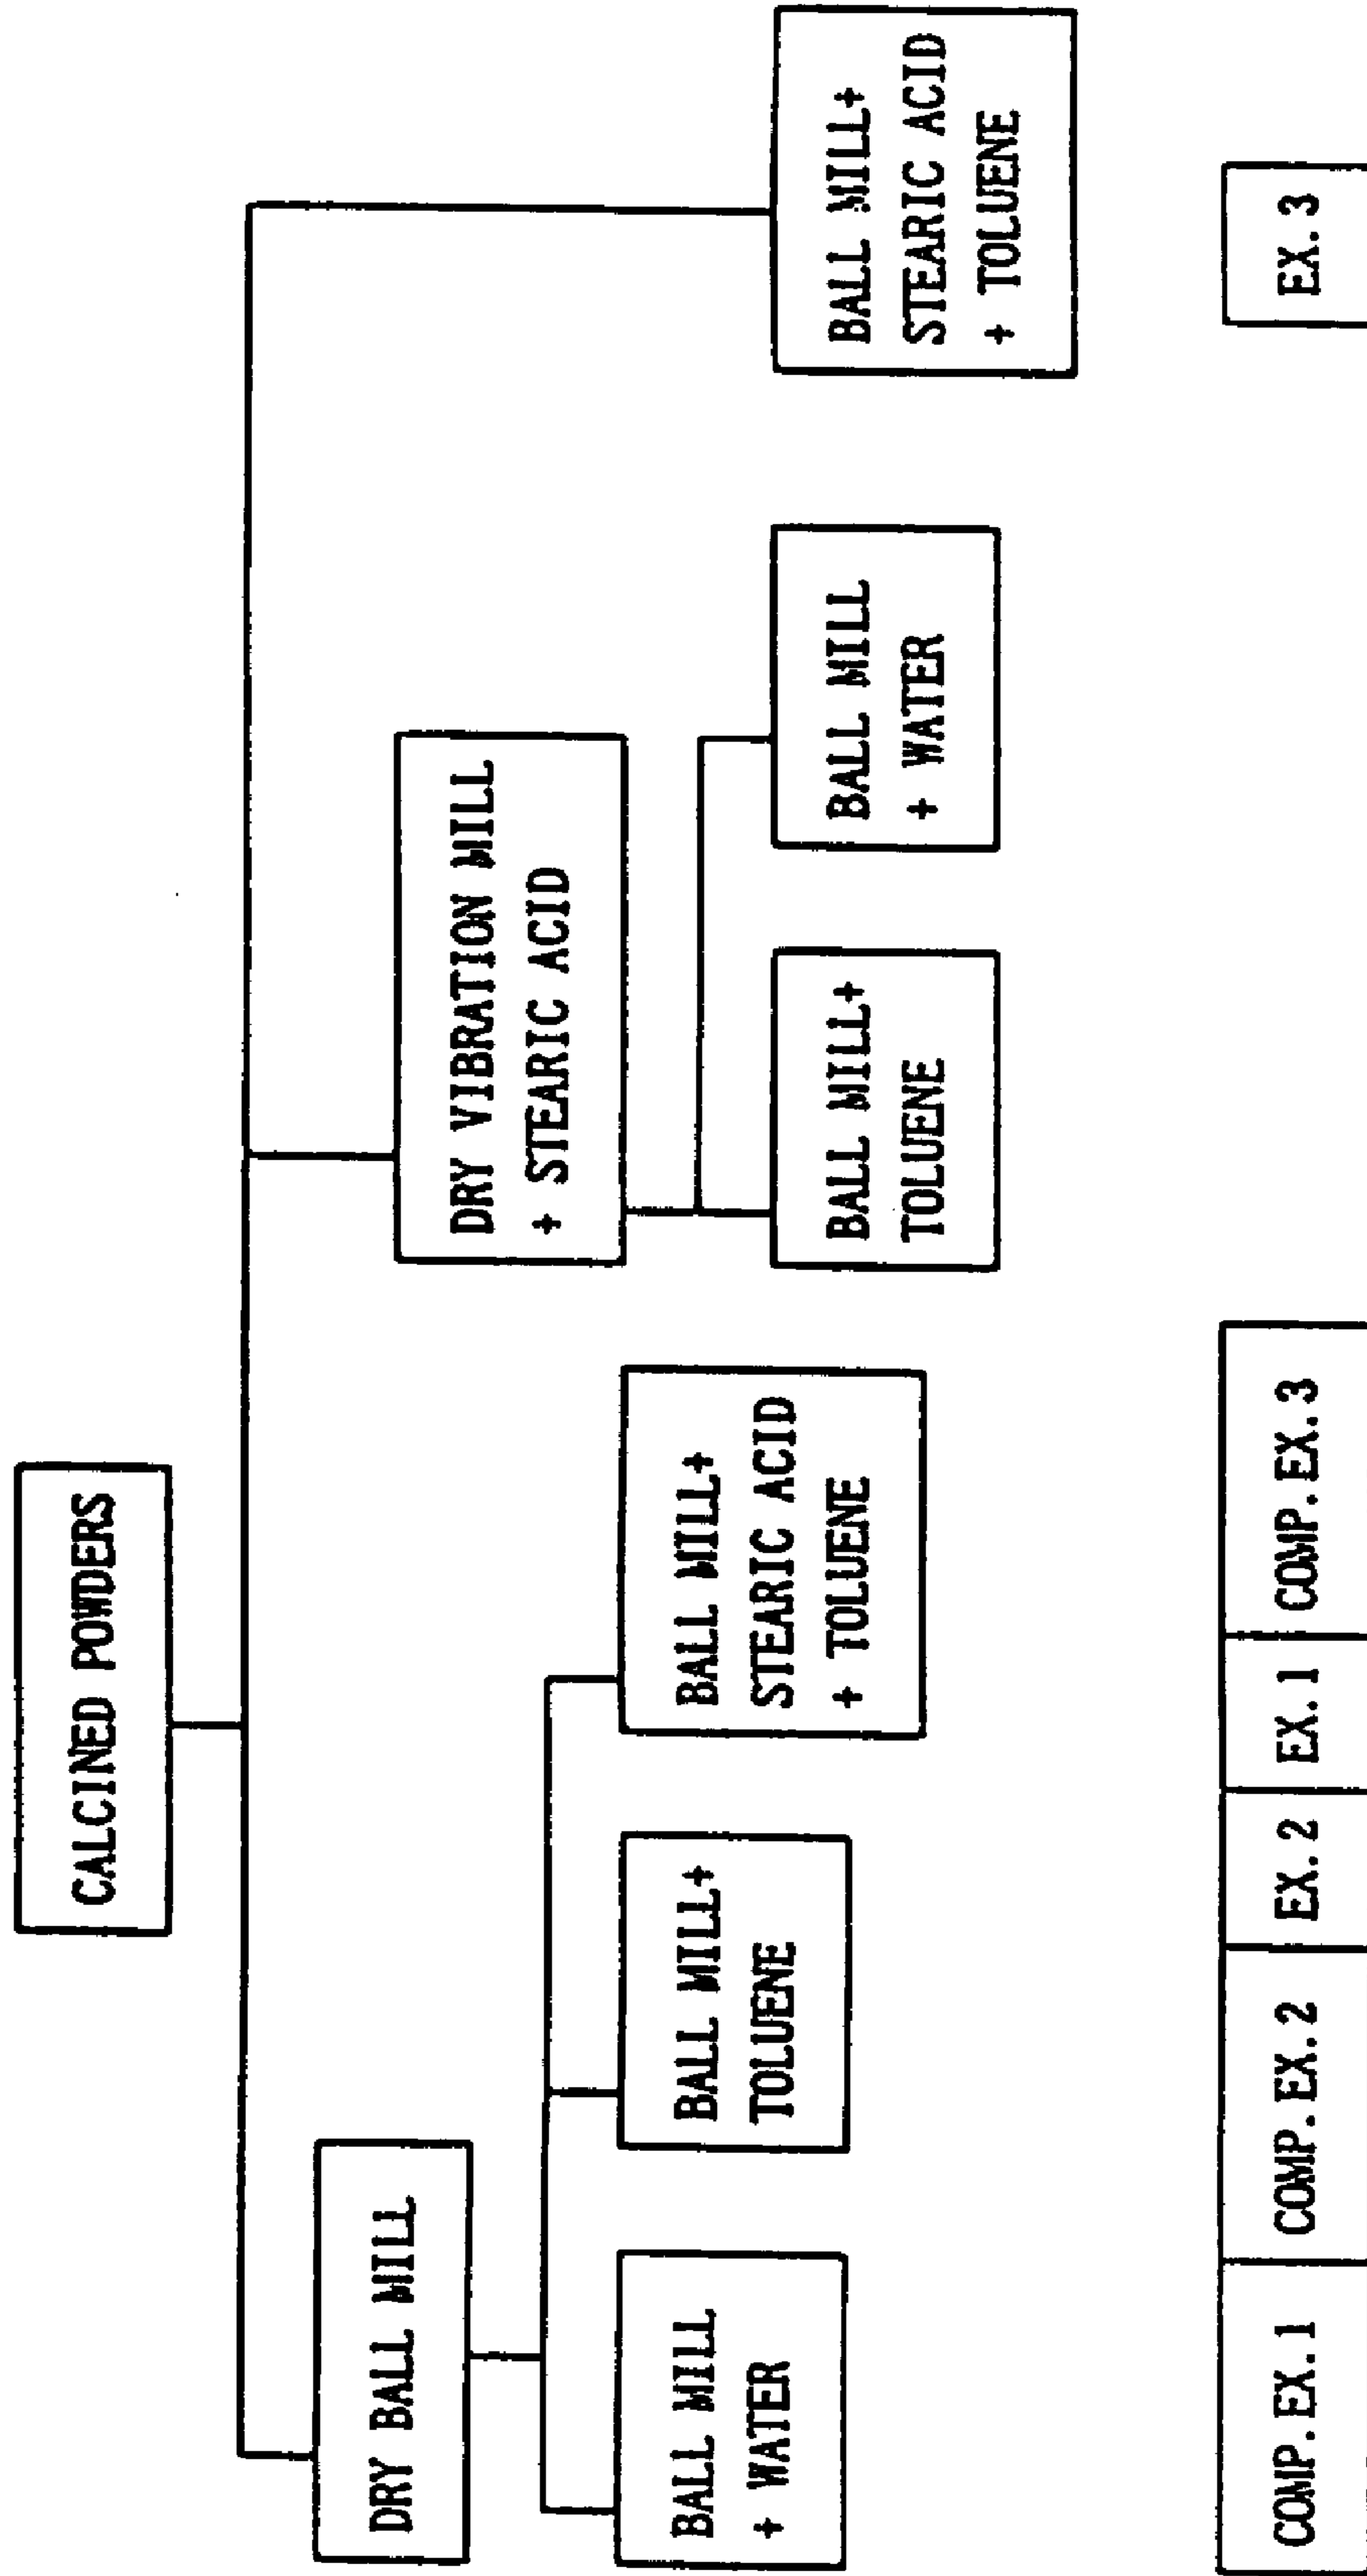 CALCINED POWDERS
DRY BALL MILL
DRY VIBRATION MILL
+ STEARIC ACID
BALL MILL
+ WATER
BALL MILL+
TOLUENE
BALL MILL+
STEARIC ACID
+ TOLUENE
BALL MILL+
TOLUENE
BALL MILL
+ WATER
BALL MILL+
STEARIC ACID
+ TOLUENE
COMP.EX.1
COMP.EX.2
EX.2
EX.1
COMP.EX.3
EX.3